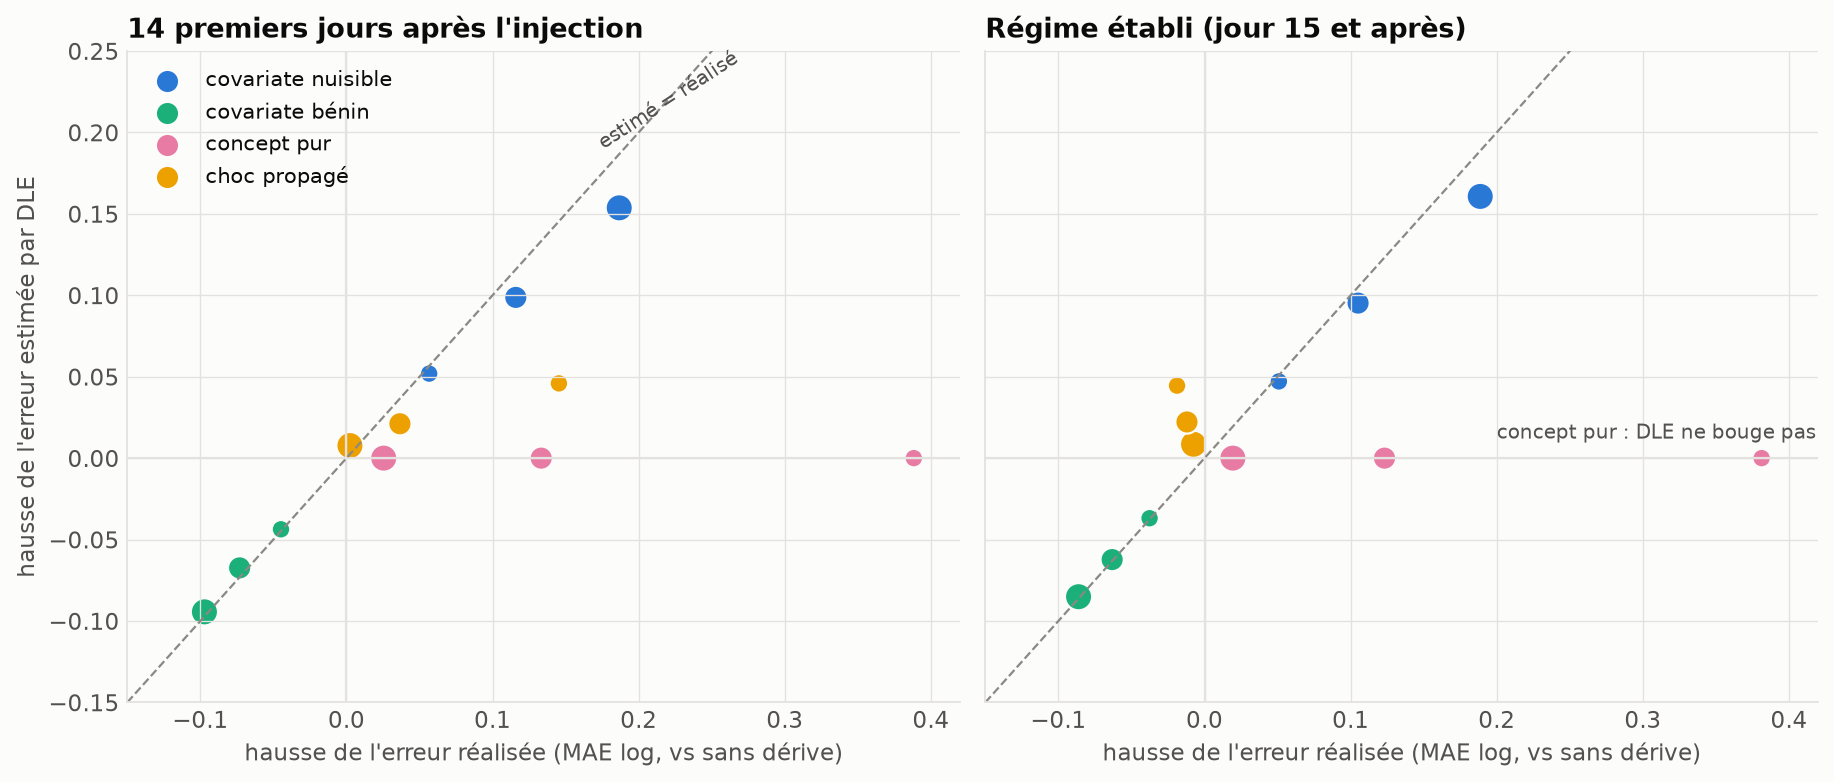 14 premiers jours après l'injection
Régime établi (jour 15 et après)
hausse de l'erreur estimée par DLE
0.25
0.20
0.15
0.10
0.05
0.00
−0.05
−0.10
−0.15
covariate nuisible
covariate bénin
concept pur
choc propagé
estimé = réalisé
concept pur : DLE ne bouge pas
−0.1 0.0 0.1 0.2 0.3 0.4
−0.1 0.0 0.1 0.2 0.3 0.4
hausse de l'erreur réalisée (MAE log, vs sans dérive)
hausse de l'erreur réalisée (MAE log, vs sans dérive)